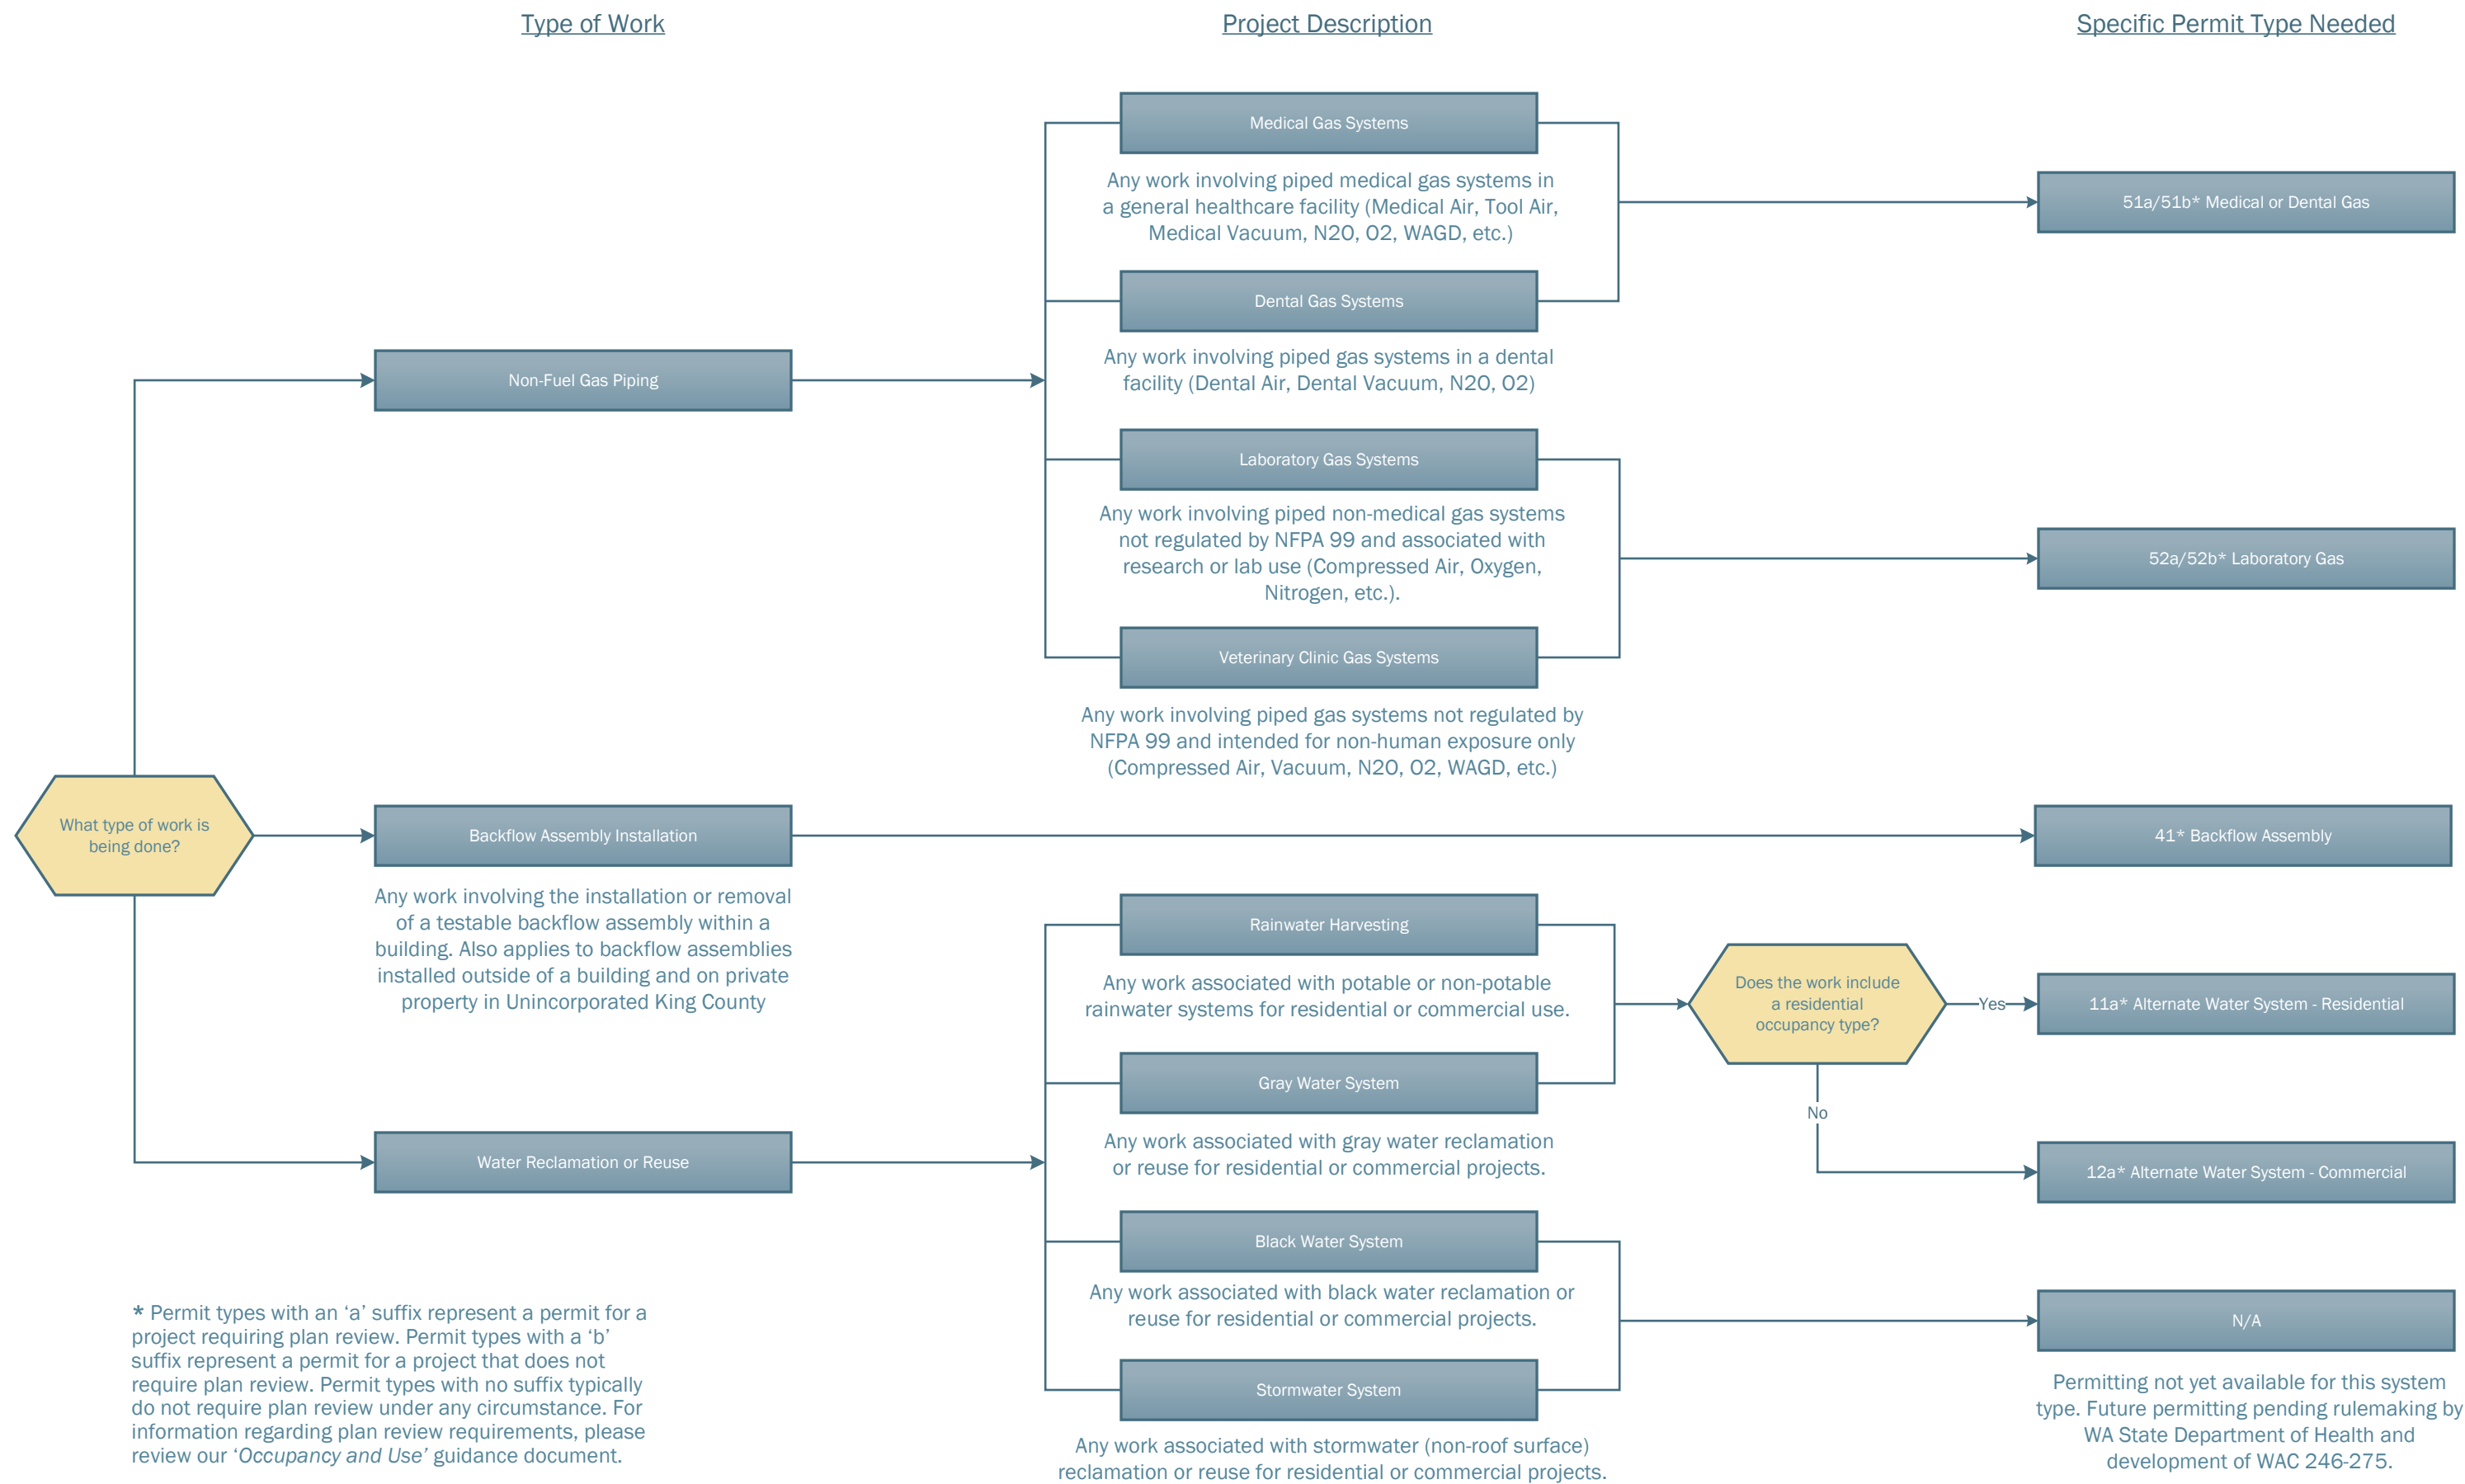 Type of Work
Project Description
Specific Permit Type Needed
Medical Gas Systems
Any work involving piped medical gas systems in
a general healthcare facility (Medical Air, Tool Air,
Medical Vacuum, N2O, O2, WAGD, etc.)
51a/51b* Medical or Dental Gas
Dental Gas Systems
Any work involving piped gas systems in a dental
facility (Dental Air, Dental Vacuum, N2O, O2)
Non-Fuel Gas Piping
Laboratory Gas Systems
Any work involving piped non-medical gas systems
not regulated by NFPA 99 and associated with
research or lab use (Compressed Air, Oxygen,
Nitrogen, etc.).
52a/52b* Laboratory Gas
Veterinary Clinic Gas Systems
Any work involving piped gas systems not regulated by
NFPA 99 and intended for non-human exposure only
(Compressed Air, Vacuum, N2O, O2, WAGD, etc.)
What type of work is
being done?
Backflow Assembly Installation
41* Backflow Assembly
Any work involving the installation or removal
of a testable backflow assembly within a
building. Also applies to backflow assemblies
installed outside of a building and on private
property in Unincorporated King County
Rainwater Harvesting
Any work associated with potable or non-potable
rainwater systems for residential or commercial use.
Does the work include
a residential
occupancy type?
Yes
11a* Alternate Water System - Residential
Gray Water System
No
Any work associated with gray water reclamation
or reuse for residential or commercial projects.
Water Reclamation or Reuse
12a* Alternate Water System - Commercial
Black Water System
Any work associated with black water reclamation or
reuse for residential or commercial projects.
N/A
Stormwater System
Any work associated with stormwater (non-roof surface)
reclamation or reuse for residential or commercial projects.
Permitting not yet available for this system
type. Future permitting pending rulemaking by
WA State Department of Health and
development of WAC 246-275.
* Permit types with an ‘a’ suffix represent a permit for a
project requiring plan review. Permit types with a ‘b’
suffix represent a permit for a project that does not
require plan review. Permit types with no suffix typically
do not require plan review under any circumstance. For
information regarding plan review requirements, please
review our ‘Occupancy and Use’ guidance document.